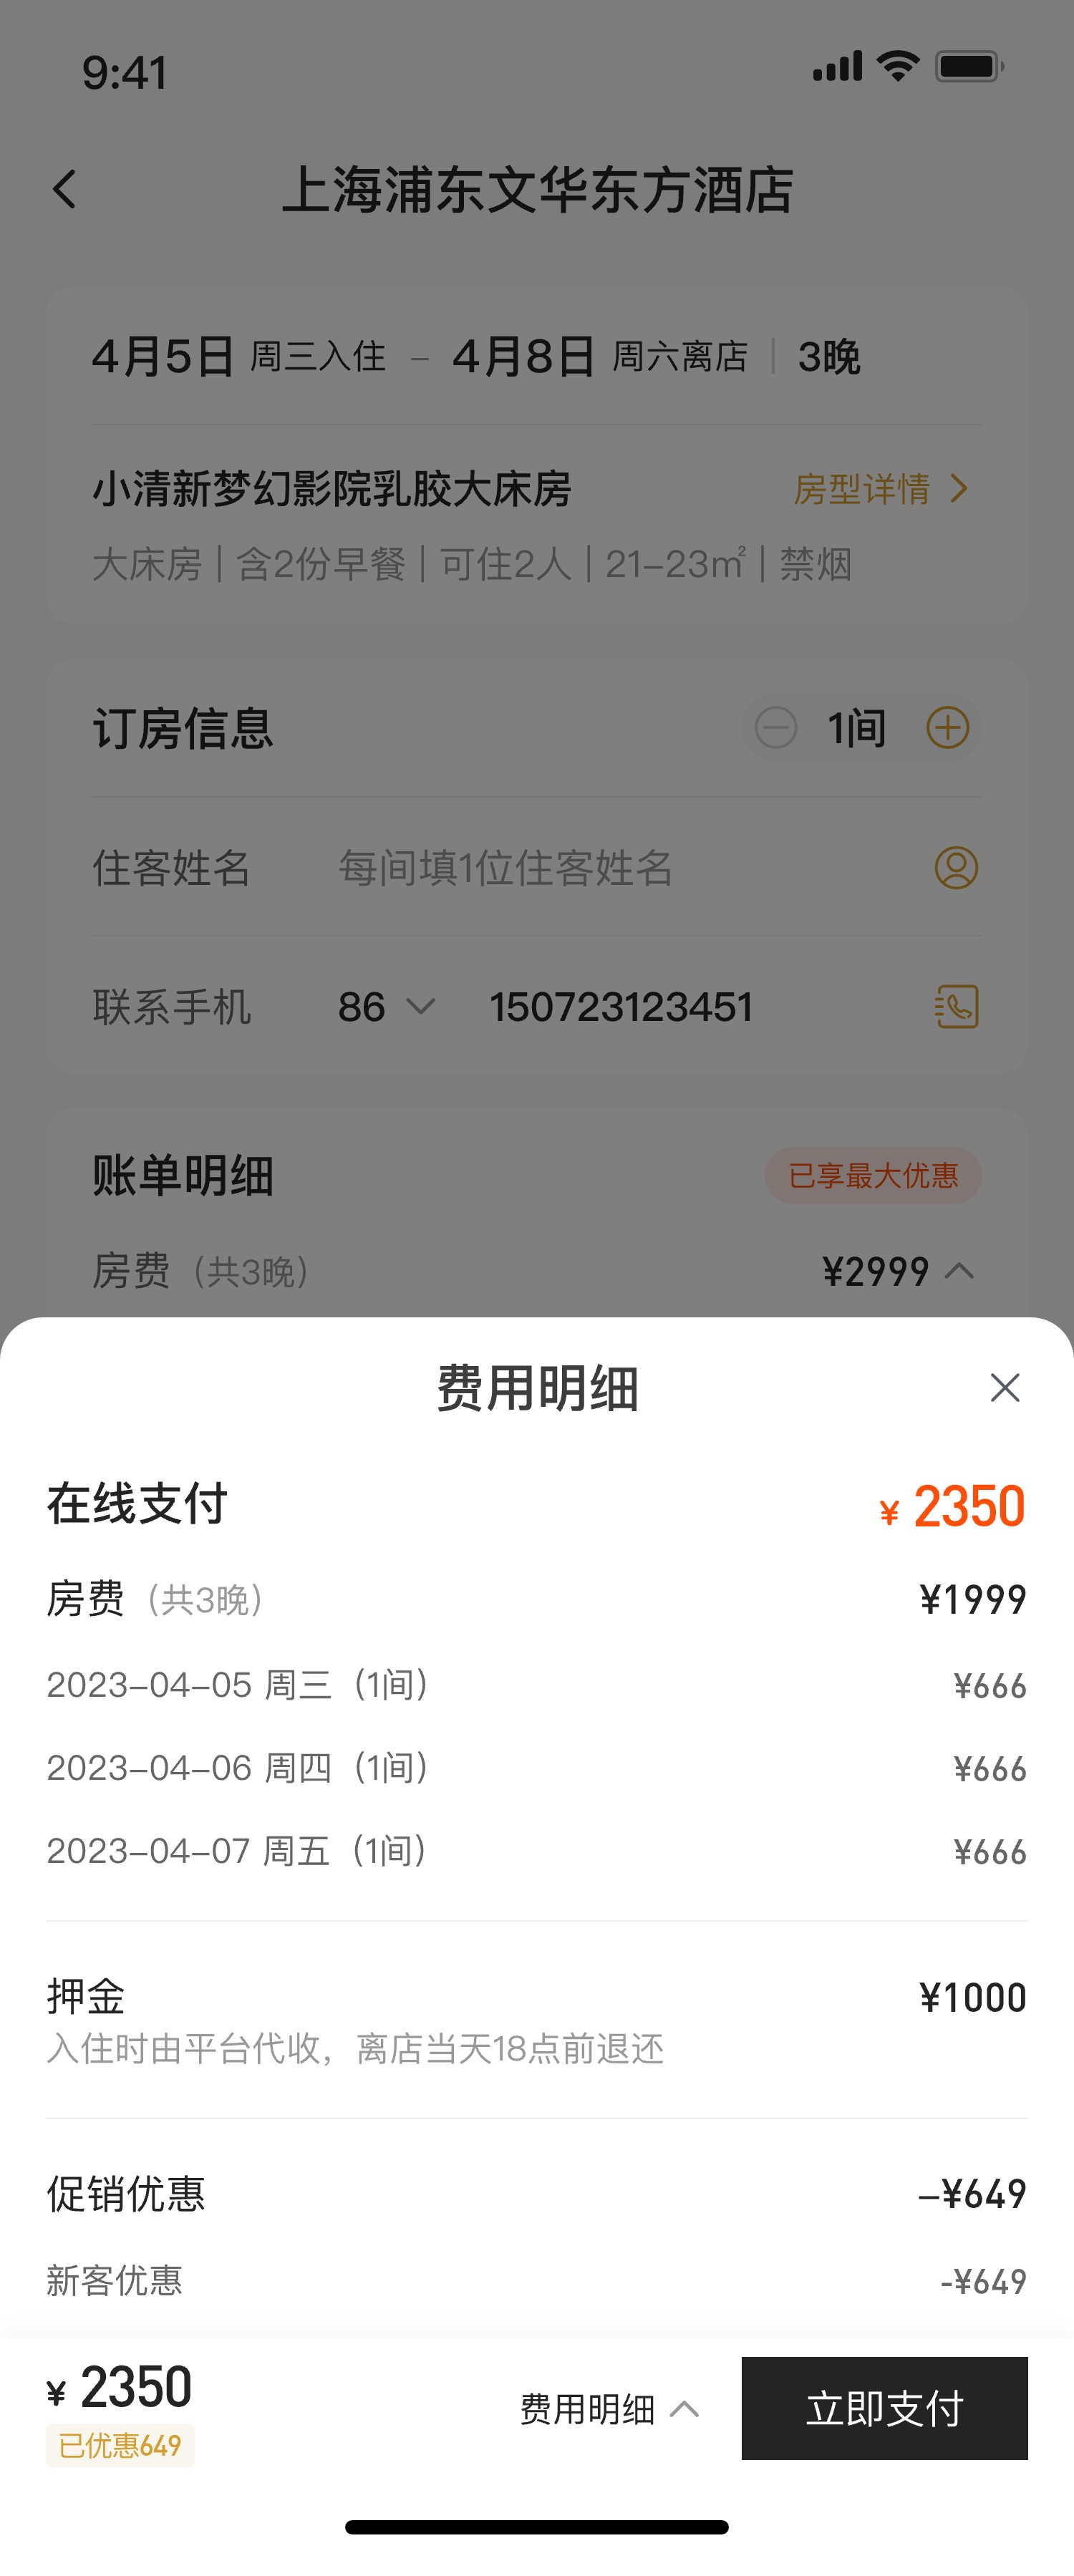 9:41
上海浦东文华东方酒店
4月5日 周三入住 – 4月8日 周六离店 | 3晚
小清新梦幻影院乳胶大床房 房型详情
大床房 | 含2份早餐 | 可住2人 | 21–23㎡ | 禁烟
订房信息 1间
住客姓名 每间填1位住客姓名
联系手机 86 150723123451
账单明细 已享最大优惠
房费（共3晚） ¥2999
费用明细
在线支付 ¥ 2350
房费（共3晚） ¥1999
2023–04–05 周三（1间） ¥666
2023–04–06 周四（1间） ¥666
2023–04–07 周五（1间） ¥666
押金 ¥1000
入住时由平台代收，离店当天18点前退还
促销优惠 –¥649
新客优惠 -¥649
¥ 2350 费用明细 立即支付
已优惠649